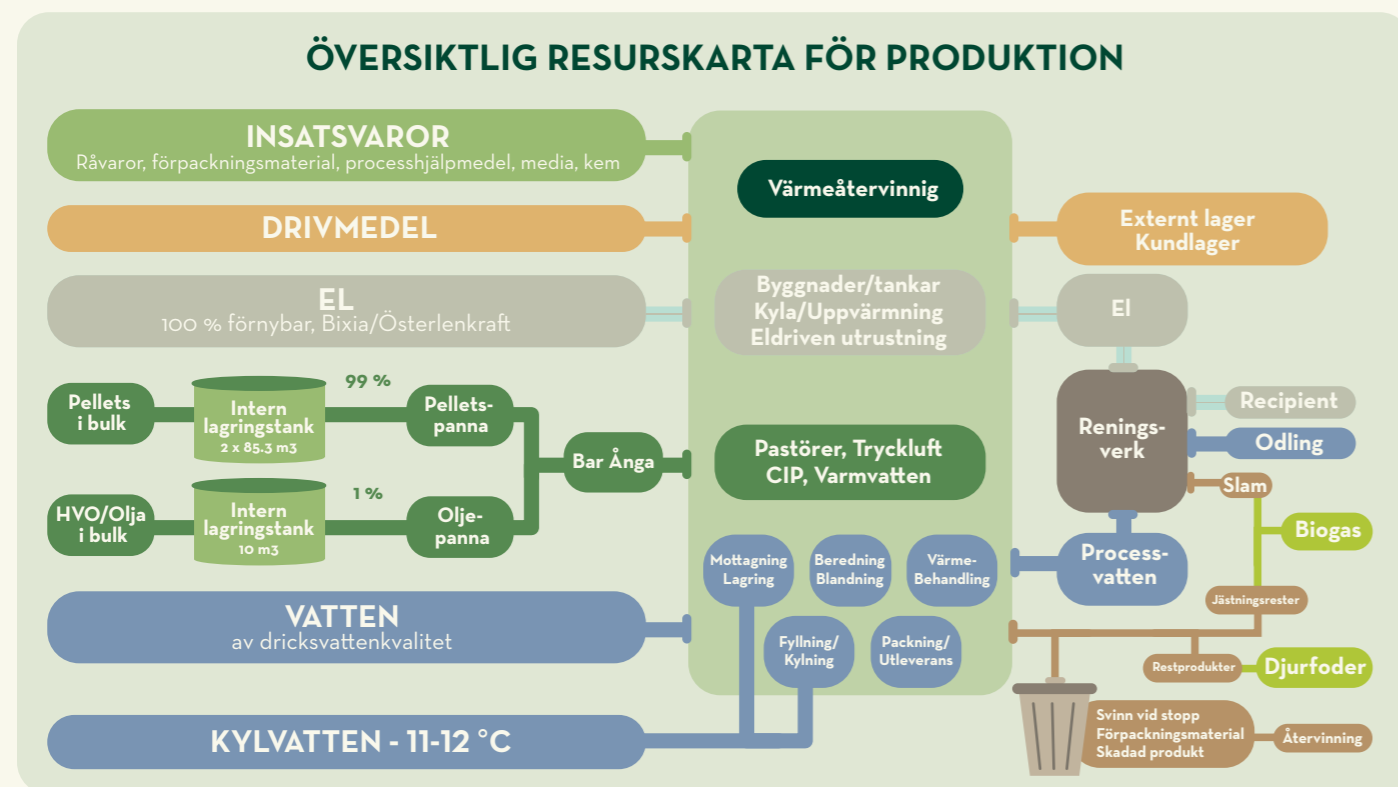 ÖVERSIKTLIG RESURSKARTA FÖR PRODUKTION
INSATSVAROR
Råvaror, förpackningsmaterial, processhjälpmedel, media, kem
DRIVMEDEL
EL
100 % förnybar, Bixia/Österlenkraft
Pellets
i bulk
Intern
lagringstank
2 x 85.3 m3
99 %
Pellets-
panna
HVO/Olja
i bulk
Intern
lagringstank
10 m3
1 %
Olje-
panna
Bar Ånga
VATTEN
av dricksvattenkvalitet
KYLVATTEN - 11-12 °C
Värmeåtervinnig
Byggnader/tankar
Kyla/Uppvärmning
Eldriven utrustning
Pastörer, Tryckluft
CIP, Varmvatten
Mottagning
Lagring
Beredning
Blandning
Värme-
Behandling
Fyllning/
Kylning
Packning/
Utleverans
Externt lager
Kundlager
El
Renings-
verk
Recipient
Odling
Slam
Biogas
Process-
vatten
Jästningsrester
Restprodukter
Djurfoder
Svinn vid stopp
Förpackningsmaterial
Skadad produkt
Återvinning